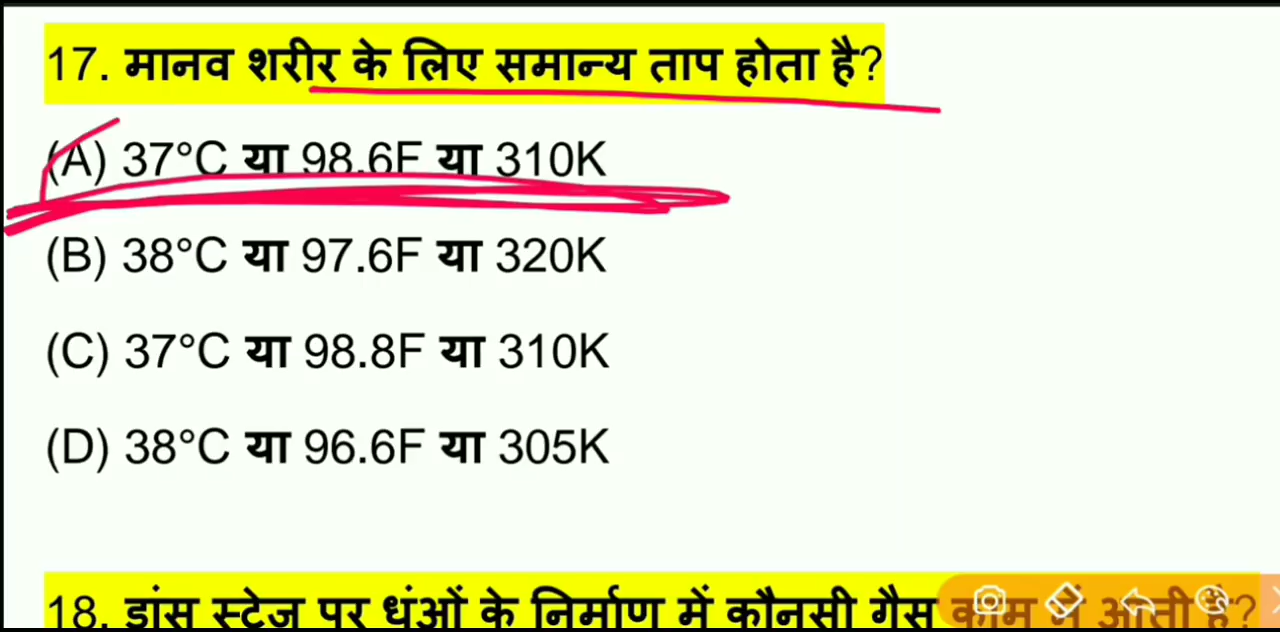 17. मानव शरीर के लिए समान्य ताप होता है?
(A) 37°C या 98.6F या 310K
(B) 38°C या 97.6F या 320K
(C) 37°C या 98.8F या 310K
(D) 38°C या 96.6F या 305K
18. डांस स्टेज पर धुंओं के निर्माण में कौनसी गैस काम में आती है?